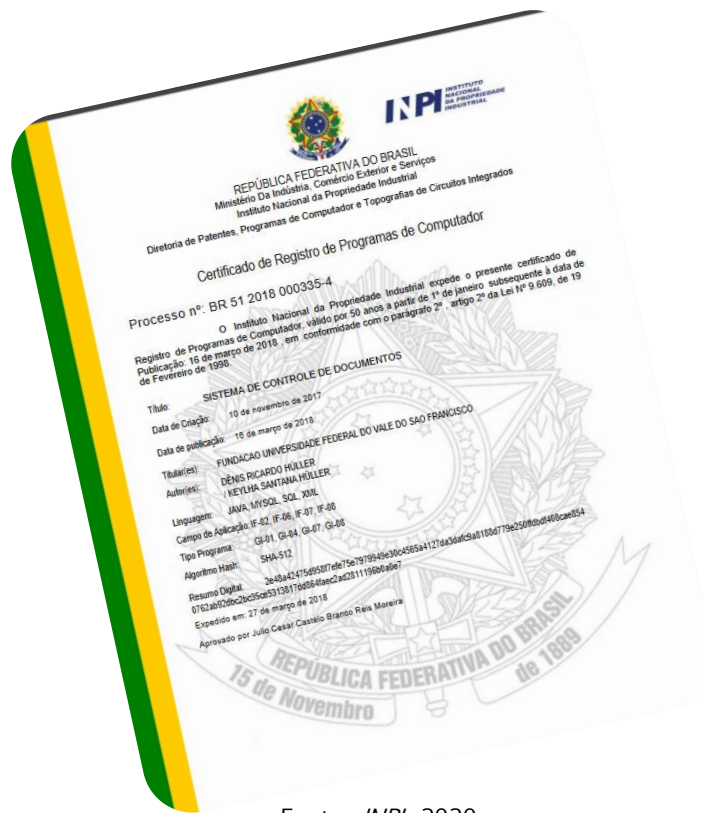 INPI INSTITUTO
NACIONAL
DA PROPRIEDADE
INDUSTRIAL
REPÚBLICA FEDERATIVA DO BRASIL
Ministério Da Indústria, Comércio Exterior e Serviços
Instituto Nacional da Propriedade Industrial
Diretoria de Patentes, Programas de Computador e Topografias de Circuitos Integrados
Certificado de Registro de Programas de Computador
Processo nº: BR 51 2018 000335-4
O Instituto Nacional da Propriedade Industrial expede o presente certificado de
Registro de Programas de Computador, válido por 50 anos a partir de 1° de janeiro subsequente à data de
Publicação: 16 de março de 2018 , em conformidade com o parágrafo 2°, artigo 2° da Lei Nº 9.609, de 19
de Fevereiro de 1998.
Título: SISTEMA DE CONTROLE DE DOCUMENTOS
Data de Criação: 10 de novembro de 2017
Data de publicação: 16 de março de 2018
Titular(es): FUNDACAO UNIVERSIDADE FEDERAL DO VALE DO SAO FRANCISCO
Autor(es): DÊNIS RICARDO HÜLLER
/ KEYLHA SANTANA HÜLLER
Linguagem: JAVA, MYSQL, SQL, XML
Campo de Aplicação: IF-02, IF-06, IF-07, IF-08
Tipo Programa: GI-01, GI-04, GI-07, GI-08
Algoritmo Hash: SHA-512
Resumo Digital:
Expedido em: 27 de março de 2018
Aprovado por Julio Cesar Castelo Branco Reis Moreira
REPÚBLICA FEDERATIVA DO BRASIL
15 de Novembro de 1889
INPI, 2020